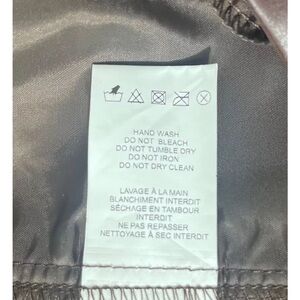 HAND WASH
DO NOT BLEACH
DO NOT TUMBLE DRY
DO NOT IRON
DO NOT DRY CLEAN
LAVAGE À LA MAIN
BLANCHIMENT INTERDIT
SÉCHAGE EN TAMBOUR
INTERDIT
NE PAS REPASSER
NETTOYAGE À SEC INTERDIT